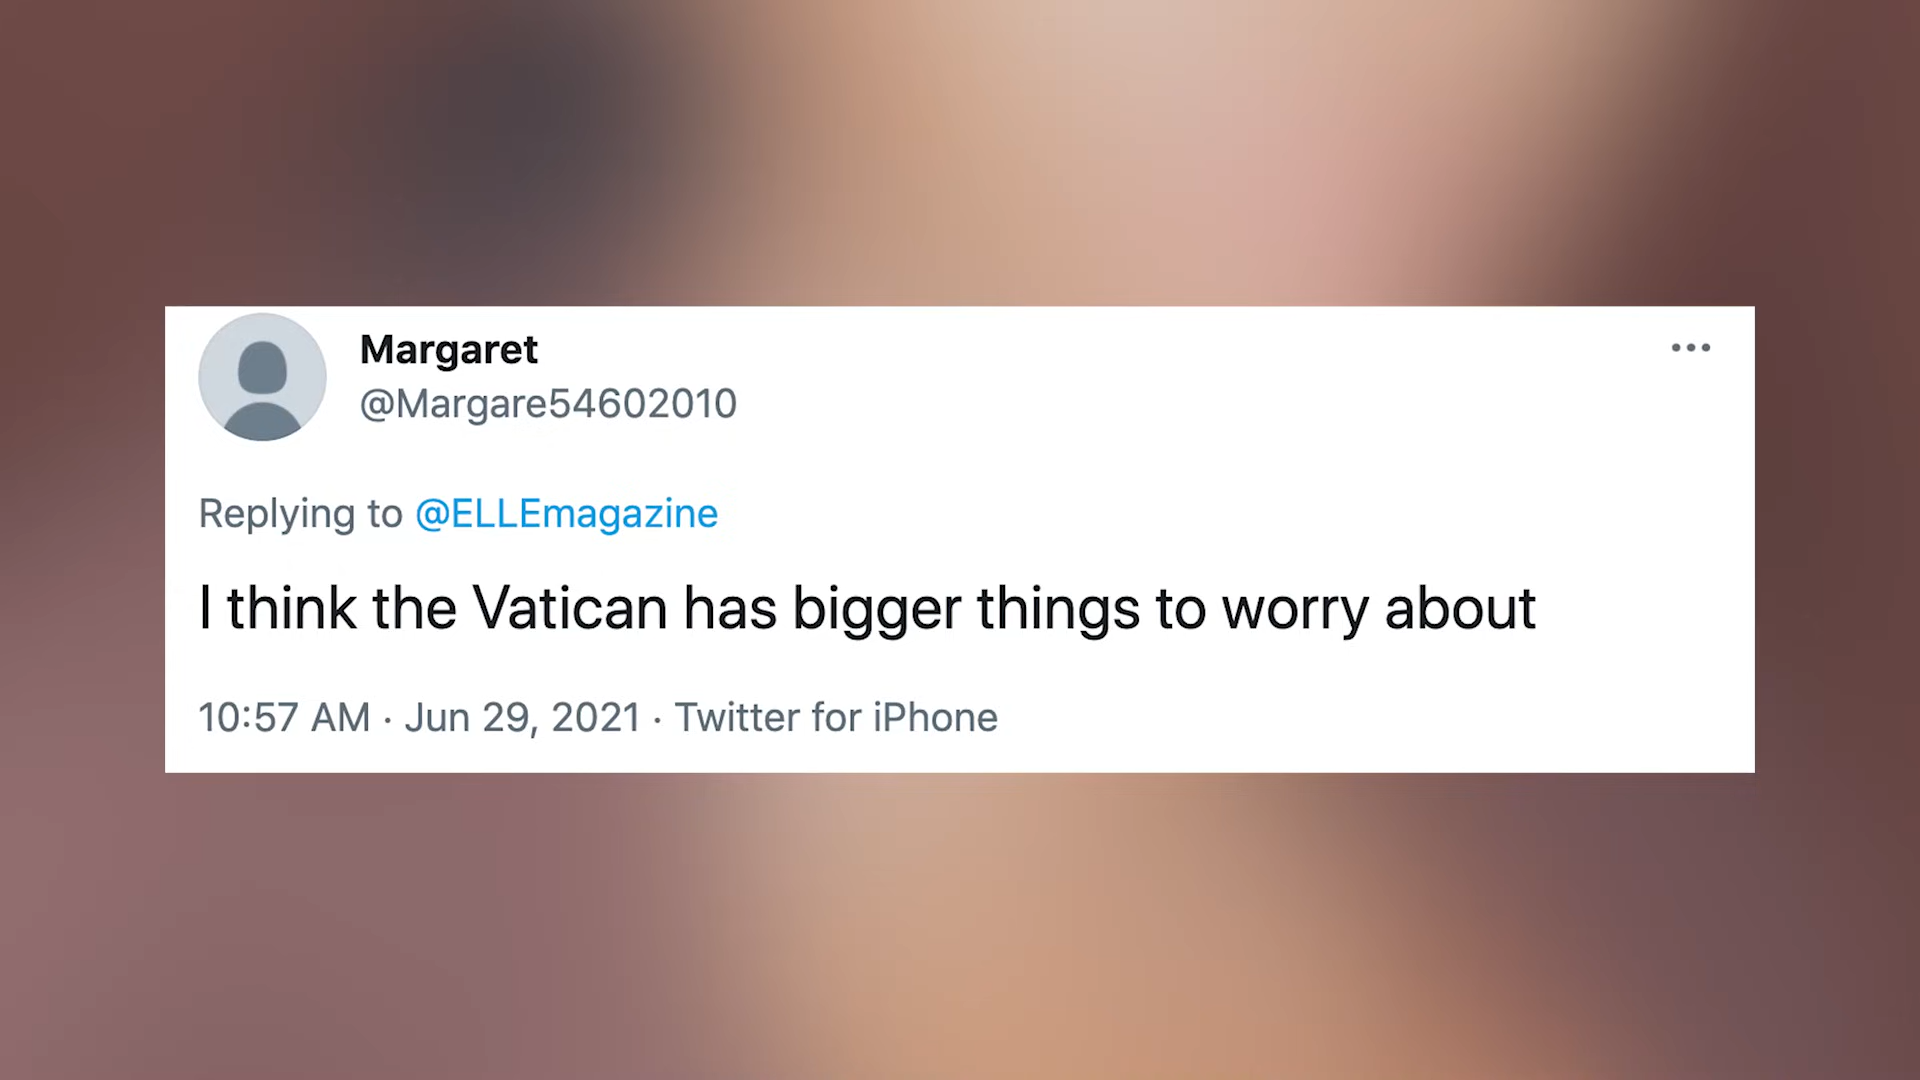 Margaret
@Margare54602010
Replying to @ELLEmagazine
I think the Vatican has bigger things to worry about
10:57 AM · Jun 29, 2021 · Twitter for iPhone